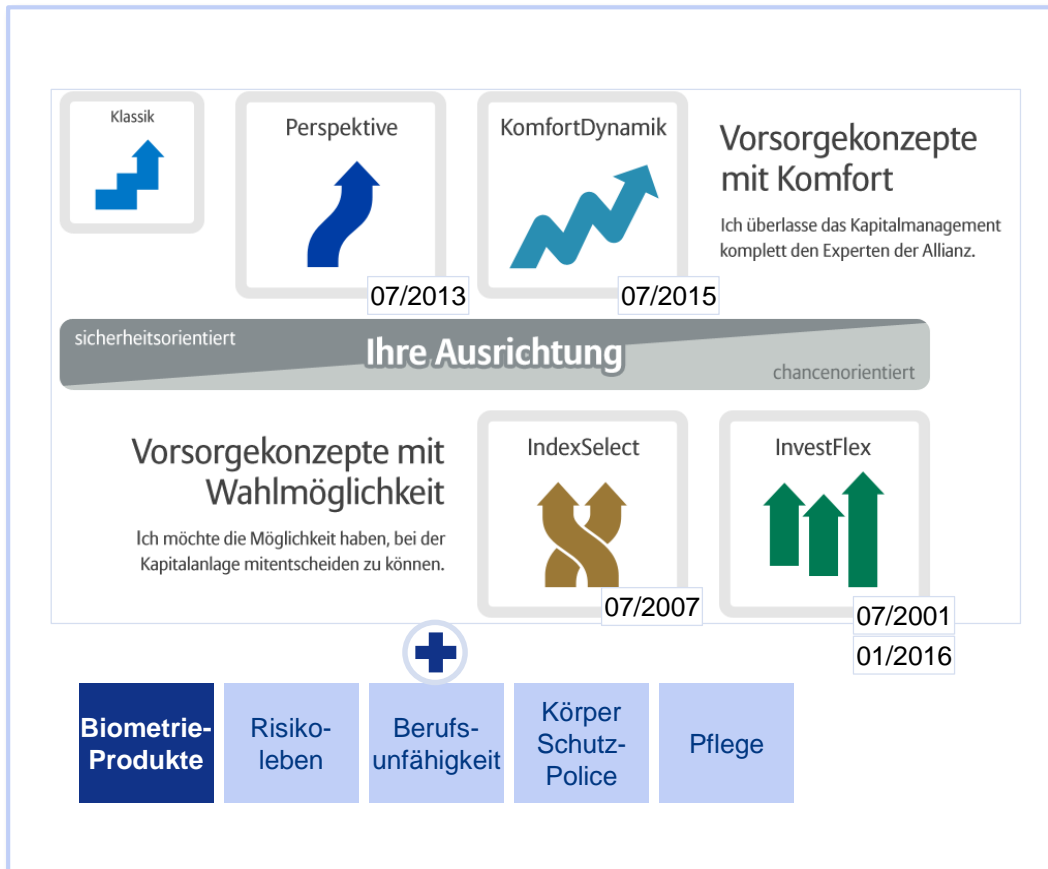 Klassik
Perspektive
07/2013
KomfortDynamik
07/2015
Vorsorgekonzepte
mit Komfort
Ich überlasse das Kapitalmanagement
komplett den Experten der Allianz.
sicherheitsorientiert
Ihre Ausrichtung
chancenorientiert
Vorsorgekonzepte mit
Wahlmöglichkeit
Ich möchte die Möglichkeit haben, bei der
Kapitalanlage mitentscheiden zu können.
IndexSelect
07/2007
InvestFlex
07/2001
01/2016
Biometrie-
Produkte
Risiko-
leben
Berufs-
unfähigkeit
Körper
Schutz-
Police
Pflege